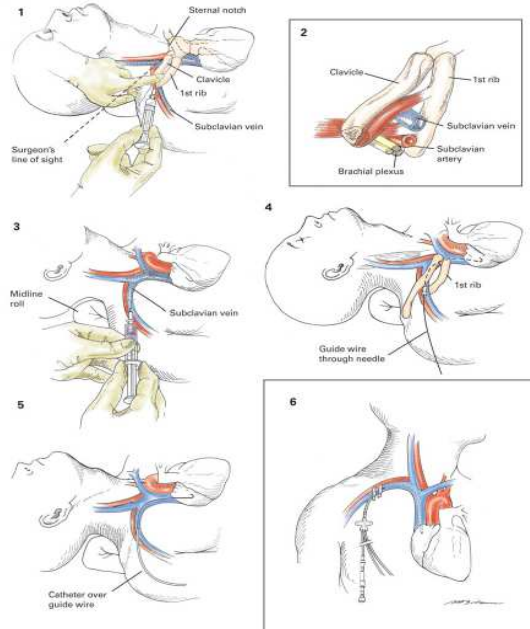 1
Sternal notch
Clavicle
1st rib
Subclavian vein
Surgeon's
line of sight
2
Clavicle
1st rib
Subclavian vein
Subclavian
artery
Brachial plexus
3
Midline
roll
Subclavian vein
4
1st rib
Guide wire
through needle
5
Catheter over
guide wire
6